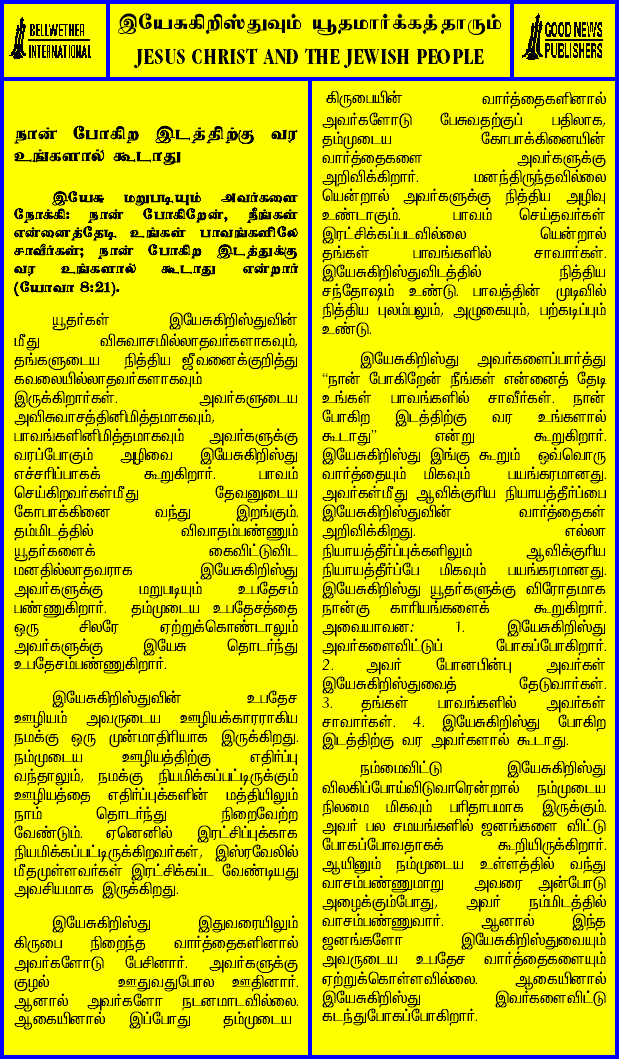 BELLWETHER
INTERNATIONAL
இயேசுகிறிஸ்துவும் யூதமார்க்கத்தாரும்
JESUS CHRIST AND THE JEWISH PEOPLE
GOOD NEWS
PUBLISHERS
நான் போகிற இடத்திற்கு வர
உங்களால் கூடாது
இயேசு மறுபடியும் அவர்களை
நோக்கி: நான் போகிறேன், நீங்கள்
என்னைத்தேடி உங்கள் பாவங்களிலே
சாவீர்கள்; நான் போகிற இடத்துக்கு
வர உங்களால் கூடாது என்றார்
(யோவா 8:21).
யூதர்கள் இயேசுகிறிஸ்துவின்
மீது விசுவாசமில்லாதவர்களாகவும்,
தங்களுடைய நித்திய ஜீவனைக்குறித்து
கவலையில்லாதவர்களாகவும்
இருக்கிறார்கள். அவர்களுடைய
அவிசுவாசத்தினிமித்தமாகவும்,
பாவங்களினிமித்தமாகவும் அவர்களுக்கு
வரப்போகும் அழிவை இயேசுகிறிஸ்து
எச்சரிப்பாகக் கூறுகிறார். பாவம்
செய்கிறவர்கள்மீது தேவனுடைய
கோபாக்கினை வந்து இறங்கும்.
தம்மிடத்தில் விவாதம்பண்ணும்
யூதர்களைக் கைவிட்டுவிட
மனதில்லாதவராக இயேசுகிறிஸ்து
அவர்களுக்கு மறுபடியும் உபதேசம்
பண்ணுகிறார். தம்முடைய உபதேசத்தை
ஒரு சிலரே ஏற்றுக்கொண்டாலும்
அவர்களுக்கு இயேசு தொடர்ந்து
உபதேசம்பண்ணுகிறார்.
இயேசுகிறிஸ்துவின் உபதேச
ஊழியம் அவருடைய ஊழியக்காரராகிய
நமக்கு ஒரு முன்மாதிரியாக இருக்கிறது.
நம்முடைய ஊழியத்திற்கு எதிர்ப்பு
வந்தாலும், நமக்கு நியமிக்கப்பட்டிருக்கும்
ஊழியத்தை எதிர்ப்புக்களின் மத்தியிலும்
நாம் தொடர்ந்து நிறைவேற்ற
வேண்டும். ஏனெனில் இரட்சிப்புக்காக
நியமிக்கப்பட்டிருக்கிறவர்கள், இஸ்ரவேலில்
மீதமுள்ளவர்கள் இரட்சிக்கப்பட வேண்டியது
அவசியமாக இருக்கிறது.
இயேசுகிறிஸ்து இதுவரையிலும்
கிருபை நிறைந்த வார்த்தைகளினால்
அவர்களோடு பேசினார். அவர்களுக்கு
குழல் ஊதுவதுபோல ஊதினார்.
ஆனால் அவர்களோ நடனமாடவில்லை.
ஆகையினால் இப்போது தம்முடைய
கிருபையின் வார்த்தைகளினால்
அவர்களோடு பேசுவதற்குப் பதிலாக,
தம்முடைய கோபாக்கினையின்
வார்த்தைகளை அவர்களுக்கு
அறிவிக்கிறார். மனந்திருந்தவில்லை
யென்றால் அவர்களுக்கு நித்திய அழிவு
உண்டாகும். பாவம் செய்தவர்கள்
இரட்சிக்கப்படவில்லை யென்றால்
தங்கள் பாவங்களில் சாவார்கள்.
இயேசுகிறிஸ்துவிடத்தில் நித்திய
சந்தோஷம் உண்டு. பாவத்தின் முடிவில்
நித்திய புலம்பலும், அழுகையும், பற்கடிப்பும்
உண்டு.
இயேசுகிறிஸ்து அவர்களைப்பார்த்து
“நான் போகிறேன் நீங்கள் என்னைத் தேடி
உங்கள் பாவங்களில் சாவீர்கள். நான்
போகிற இடத்திற்கு வர உங்களால்
கூடாது” என்று கூறுகிறார்.
இயேசுகிறிஸ்து இங்கு கூறும் ஒவ்வொரு
வார்த்தையும் மிகவும் பயங்கரமானது.
அவர்கள்மீது ஆவிக்குரிய நியாயத்தீர்ப்பை
இயேசுகிறிஸ்துவின் வார்த்தைகள்
அறிவிக்கிறது. எல்லா
நியாயத்தீர்ப்புக்களிலும் ஆவிக்குரிய
நியாயத்தீர்ப்பே மிகவும் பயங்கரமானது.
இயேசுகிறிஸ்து யூதர்களுக்கு விரோதமாக
நான்கு காரியங்களைக் கூறுகிறார்.
அவையாவன: 1. இயேசுகிறிஸ்து
அவர்களைவிட்டுப் போகப்போகிறார்.
2. அவர் போனபின்பு அவர்கள்
இயேசுகிறிஸ்துவைத் தேடுவார்கள்.
3. தங்கள் பாவங்களில் அவர்கள்
சாவார்கள். 4. இயேசுகிறிஸ்து போகிற
இடத்திற்கு வர அவர்களால் கூடாது.
நம்மைவிட்டு இயேசுகிறிஸ்து
விலகிப்போய்விடுவாரென்றால் நம்முடைய
நிலமை மிகவும் பரிதாபமாக இருக்கும்.
அவர் பல சமயங்களில் ஜனங்களை விட்டு
போகப்போவதாகக் கூறியிருக்கிறார்.
ஆயினும் நம்முடைய உள்ளத்தில் வந்து
வாசம்பண்ணுமாறு அவரை அன்போடு
அழைக்கும்போது, அவர் நம்மிடத்தில்
வாசம்பண்ணுவார். ஆனால் இந்த
ஜனங்களோ இயேசுகிறிஸ்துவையும்
அவருடைய உபதேச வார்த்தைகளையும்
ஏற்றுக்கொள்ளவில்லை. ஆகையினால்
இயேசுகிறிஸ்து இவர்களைவிட்டு
கடந்துபோகப்போகிறார்.